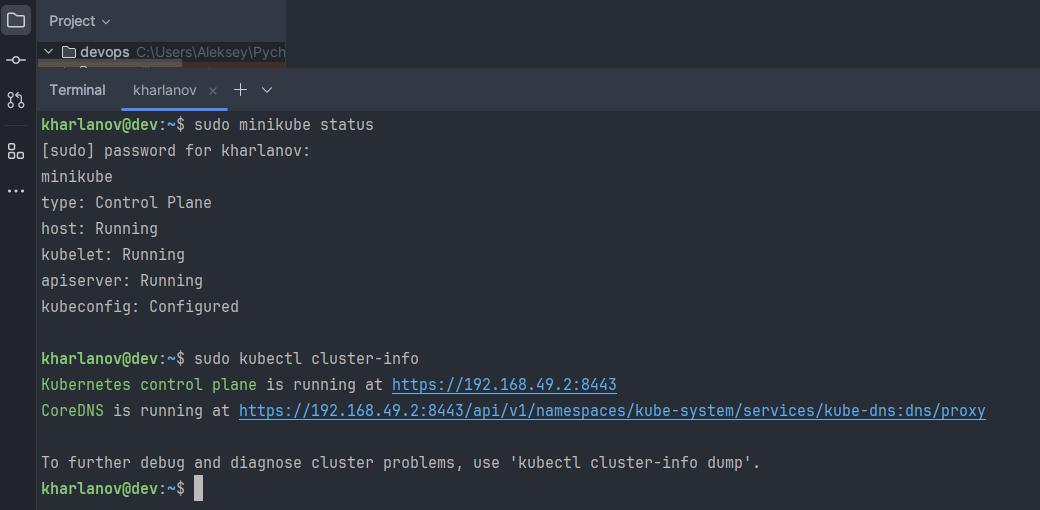 Project
devops C:\Users\Aleksey\Pych
Terminal kharlanov
kharlanov@dev:~$ sudo minikube status
[sudo] password for kharlanov:
minikube
type: Control Plane
host: Running
kubelet: Running
apiserver: Running
kubeconfig: Configured
kharlanov@dev:~$ sudo kubectl cluster-info
Kubernetes control plane is running at https://192.168.49.2:8443
CoreDNS is running at https://192.168.49.2:8443/api/v1/namespaces/kube-system/services/kube-dns:dns/proxy
To further debug and diagnose cluster problems, use 'kubectl cluster-info dump'.
kharlanov@dev:~$